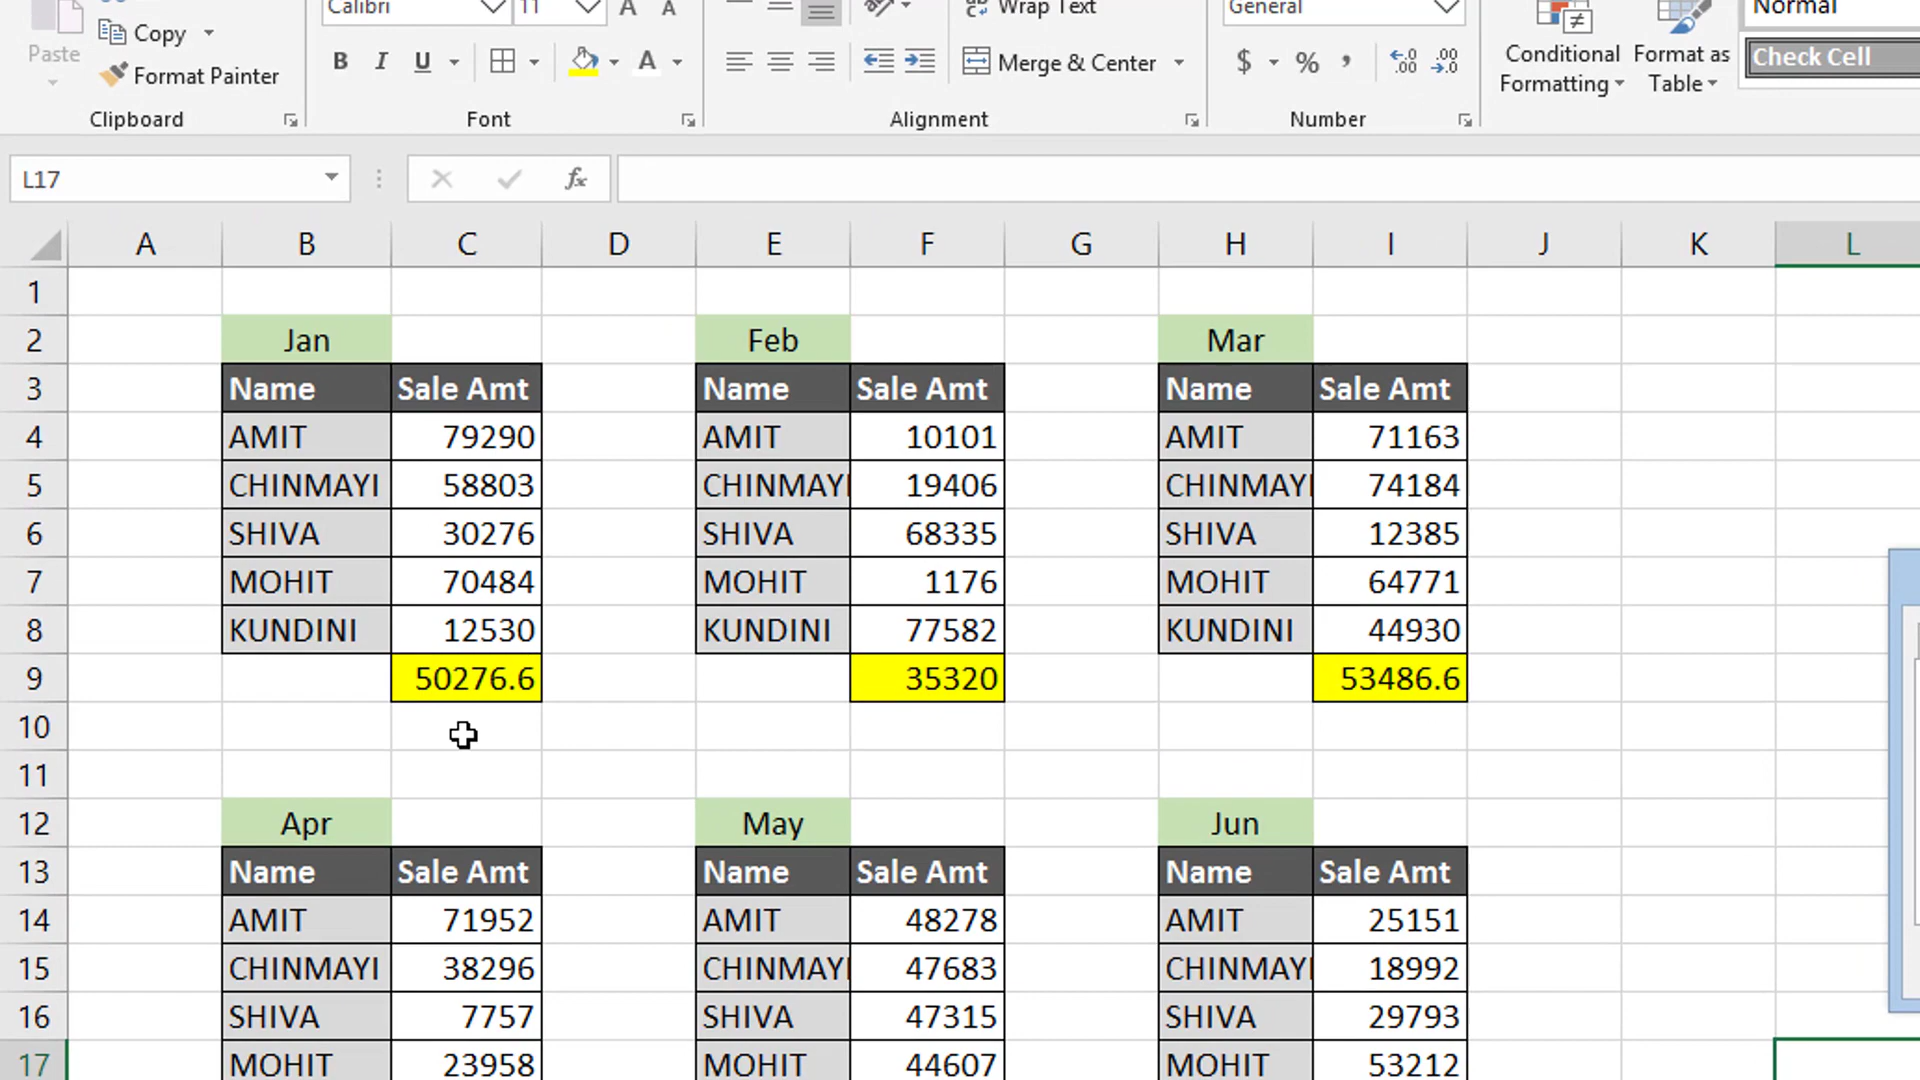 Calibri 11 A A Wrap Text General Normal
Paste Copy
Format Painter B I U A Merge & Center $ % , Conditional Formatting Format as Table Check Cell
Clipboard Font Alignment Number
L17 fx
A B C D E F G H I J K L
1
2 Jan Feb Mar
3 Name Sale Amt Name Sale Amt Name Sale Amt
4 AMIT 79290 AMIT 10101 AMIT 71163
5 CHINMAYI 58803 CHINMAYI 19406 CHINMAYI 74184
6 SHIVA 30276 SHIVA 68335 SHIVA 12385
7 MOHIT 70484 MOHIT 1176 MOHIT 64771
8 KUNDINI 12530 KUNDINI 77582 KUNDINI 44930
9 50276.6 35320 53486.6
10
11
12 Apr May Jun
13 Name Sale Amt Name Sale Amt Name Sale Amt
14 AMIT 71952 AMIT 48278 AMIT 25151
15 CHINMAYI 38296 CHINMAYI 47683 CHINMAYI 18992
16 SHIVA 7757 SHIVA 47315 SHIVA 29793
17 MOHIT 23958 MOHIT 44607 MOHIT 53212